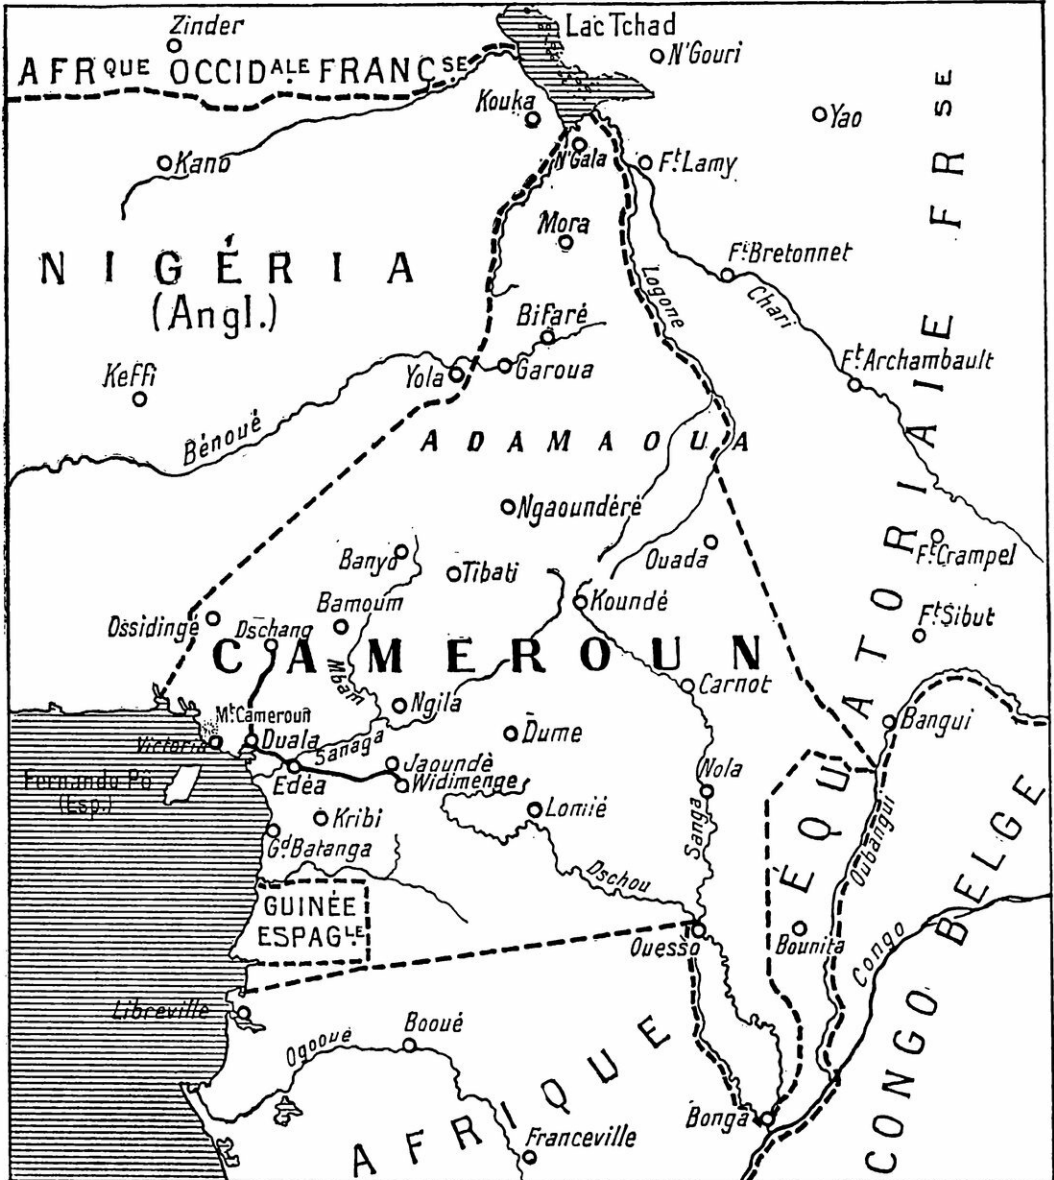 Zinder
Lac Tchad
N'Gouri
AFRQUE OCCIDALE FRANCSE
Kouka
Yao
Kano
N'Gala
Ft. Lamy
Mora
NIGÉRIA
(Angl.)
Ft. Bretonnet
Logone
Chari
Bifaré
Keffi
Yola
Garoua
Ft. Archambault
Bénoué
ADAMAOUA
Ngaoundéré
Banyo
Tibati
Ouada
Ft. Crampel
Bamoum
Koundé
Ossidingé
Dschang
Ft. Sibut
CAMEROUN
Mbam
Carnot
Mt. Cameroun
Ngila
Bangui
Victoria
Duala
Sanaga
Dume
Edéa
Jaoundè
Widimenge
Nola
Fernando Pô
(Esp.)
Kribi
Lomié
Sanga
Oubangui
Gd. Batanga
Dschou
GUINÉE
ESPAGLE
Ouesso
Bounita
Congo
Libreville
Ogooué
Booué
Bonga
Franceville
AFRIQUE ÉQUATORIALE FRSE
CONGO BELGE